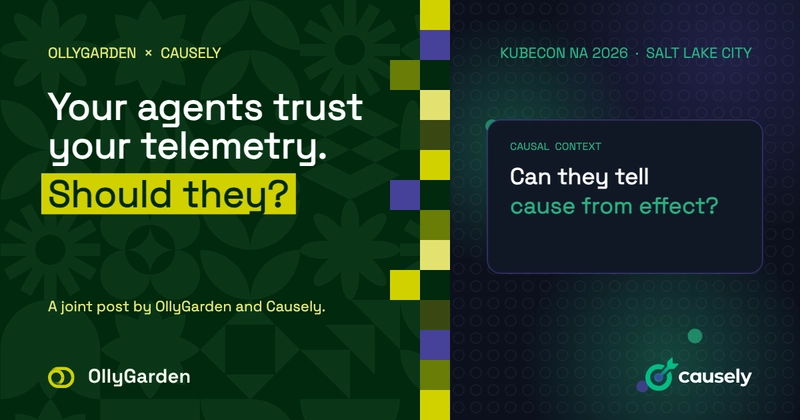 OLLYGARDEN × CAUSELY
Your agents trust
your telemetry.
Should they?
A joint post by OllyGarden and Causely.
OllyGarden
KUBECON NA 2026 · SALT LAKE CITY
CAUSAL CONTEXT
Can they tell
cause from effect?
causely